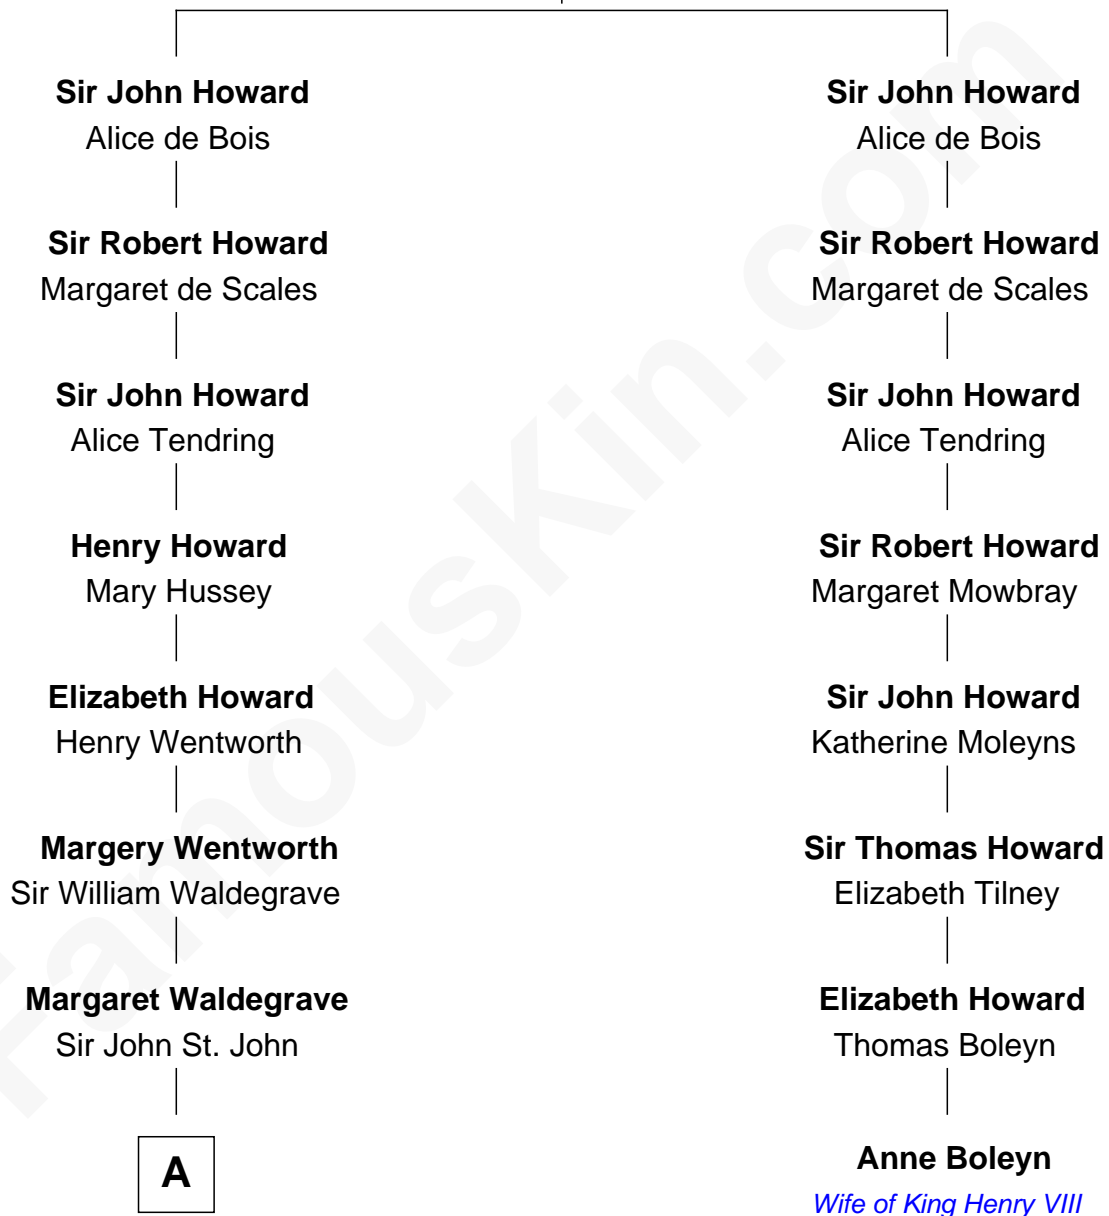 Sir John Howard
Alice de Bois
Sir Robert Howard
Margaret de Scales
Sir John Howard
Alice Tendring
Henry Howard
Mary Hussey
Elizabeth Howard
Henry Wentworth
Margery Wentworth
Sir William Waldegrave
Margaret Waldegrave
Sir John St. John
A
Sir John Howard
Alice de Bois
Sir Robert Howard
Margaret de Scales
Sir John Howard
Alice Tendring
Sir Robert Howard
Margaret Mowbray
Sir John Howard
Katherine Moleyns
Sir Thomas Howard
Elizabeth Tilney
Elizabeth Howard
Thomas Boleyn
Anne Boleyn
Wife of King Henry VIII
FamousKin.com